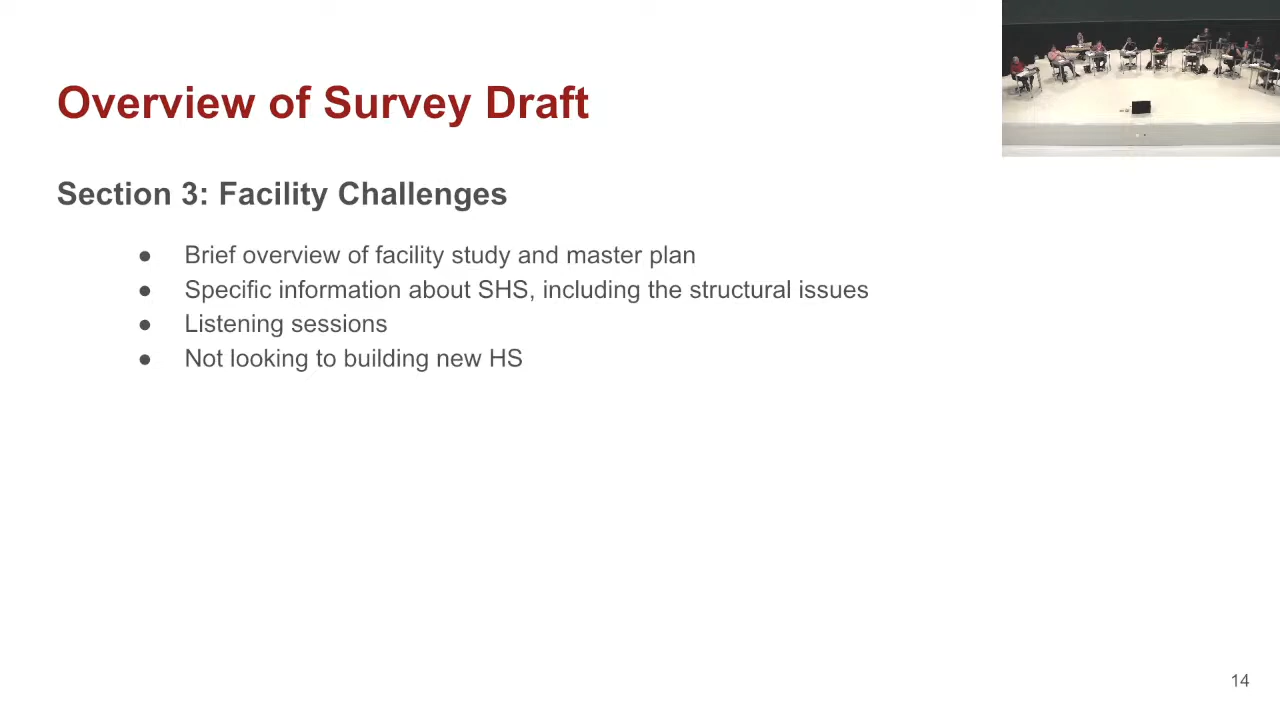 Overview of Survey Draft
Section 3: Facility Challenges
● Brief overview of facility study and master plan
● Specific information about SHS, including the structural issues
● Listening sessions
● Not looking to building new HS
14